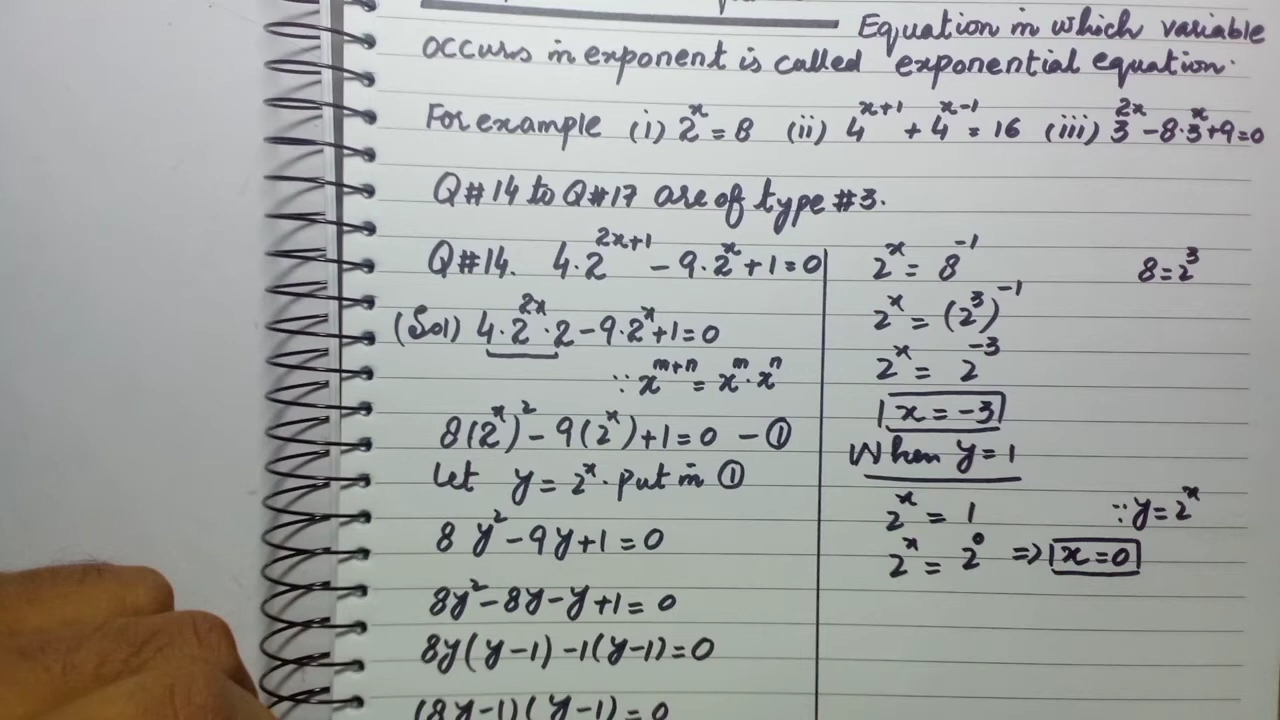 Equation in which variable
occurs in exponent is called exponential equation.
For example (i) 2^x = 8 (ii) 4^{x+1} + 4^{x-1} = 16 (iii) 3^{2x} - 8·3^x + 9 = 0
Q#14 to Q#17 are of type #3.
Q#14. 4·2^{2x+1} - 9·2^x + 1 = 0
(Sol) 4·2^{2x}·2 - 9·2^x + 1 = 0
∵ x^{m+n} = x^m·x^n
8(2^x)^2 - 9(2^x) + 1 = 0 - ①
Let y = 2^x. put in ①
8y^2 - 9y + 1 = 0
8y^2 - 8y - y + 1 = 0
8y(y-1) - 1(y-1) = 0
(8y-1)(y-1) = 0
2^x = 8^{-1} 8 = 2^3
2^x = (2^3)^{-1}
2^x = 2^{-3}
x = -3
When y = 1
2^x = 1 ∵ y = 2^x
2^x = 2^0 ⇒ x = 0